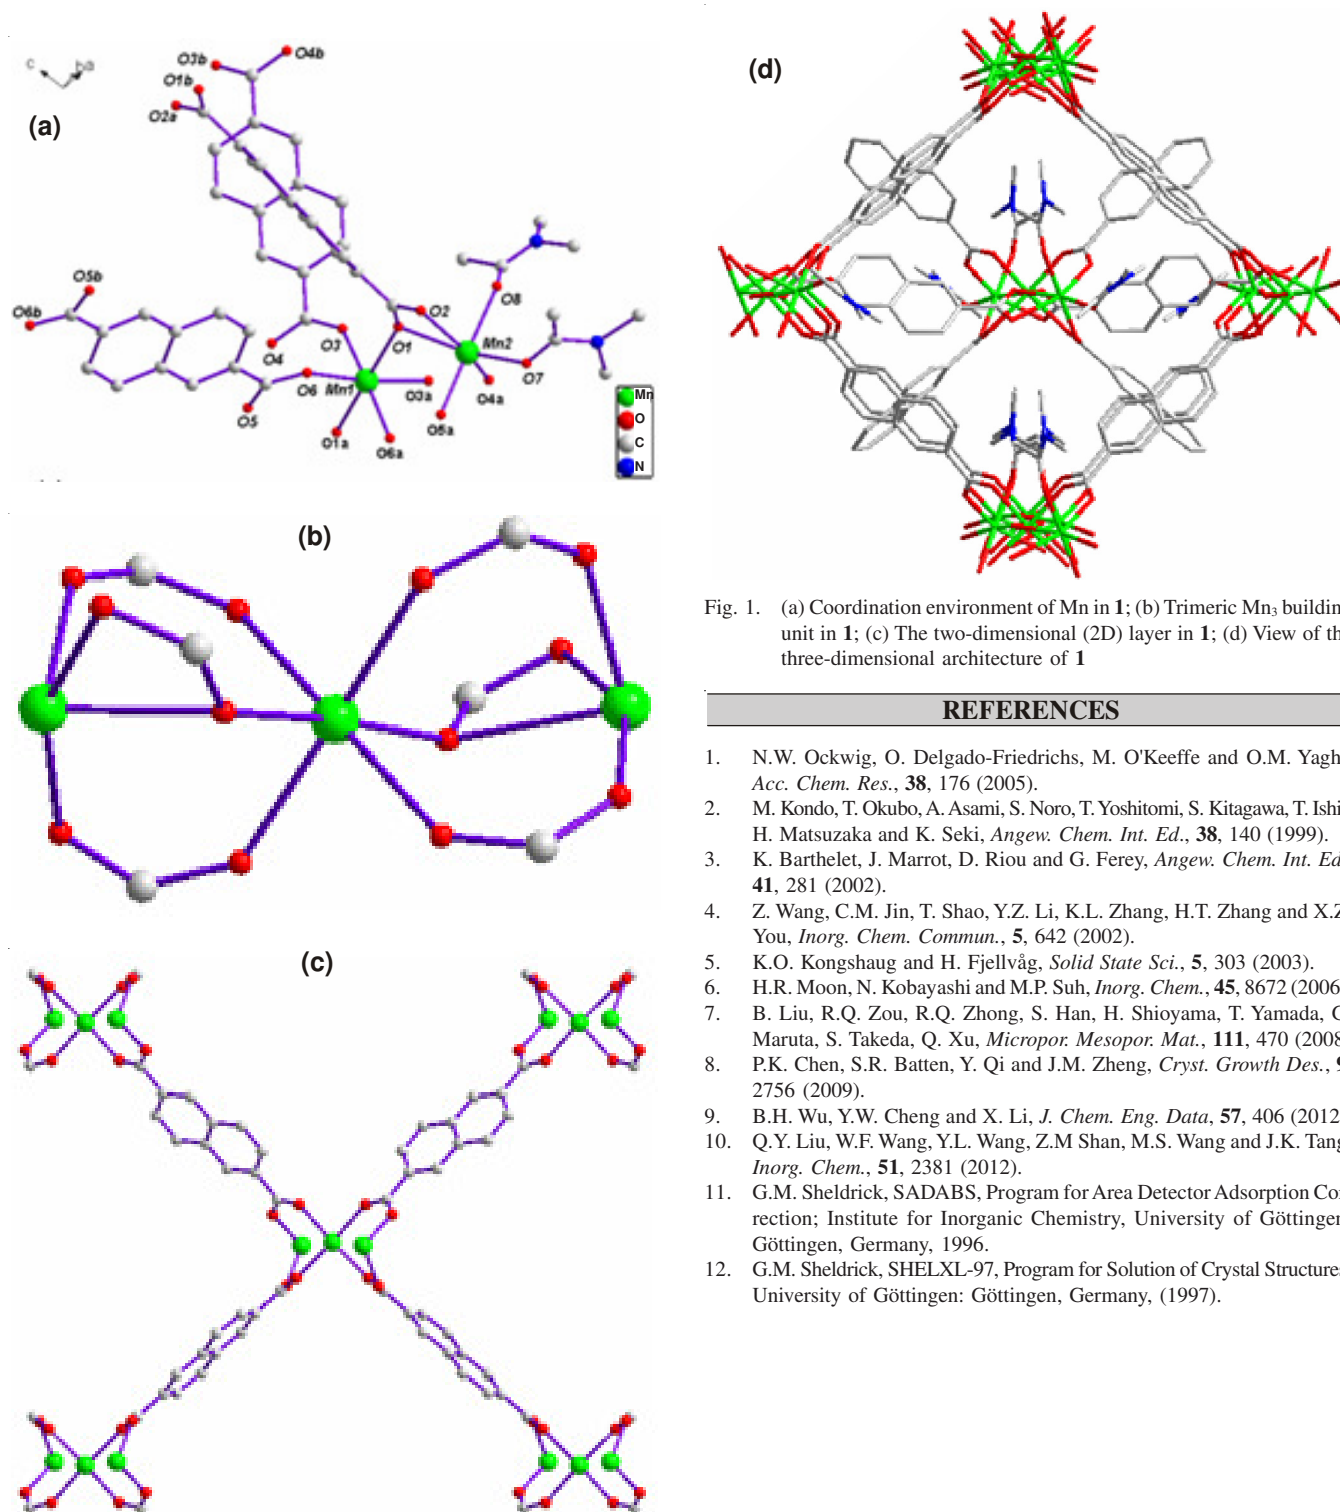 c
a
(a)
O3b
O4b
O1b
O2a
O5b
O6b
O8
O2
O4
O3
O1
Mn2
O7
O6
Mn1
O3a
O4a
O5
O5a
O1a
O6a
Mn
O
C
N
(b)
(c)
(d)
Fig. 1. (a) Coordination environment of Mn in 1; (b) Trimeric Mn₃ buildin
unit in 1; (c) The two-dimensional (2D) layer in 1; (d) View of th
three-dimensional architecture of 1
REFERENCES
1. N.W. Ockwig, O. Delgado-Friedrichs, M. O'Keeffe and O.M. Yagh
Acc. Chem. Res., 38, 176 (2005).
2. M. Kondo, T. Okubo, A. Asami, S. Noro, T. Yoshitomi, S. Kitagawa, T. Ishi
H. Matsuzaka and K. Seki, Angew. Chem. Int. Ed., 38, 140 (1999).
3. K. Barthelet, J. Marrot, D. Riou and G. Ferey, Angew. Chem. Int. Ed
41, 281 (2002).
4. Z. Wang, C.M. Jin, T. Shao, Y.Z. Li, K.L. Zhang, H.T. Zhang and X.Z
You, Inorg. Chem. Commun., 5, 642 (2002).
5. K.O. Kongshaug and H. Fjellvåg, Solid State Sci., 5, 303 (2003).
6. H.R. Moon, N. Kobayashi and M.P. Suh, Inorg. Chem., 45, 8672 (2006
7. B. Liu, R.Q. Zou, R.Q. Zhong, S. Han, H. Shioyama, T. Yamada, C
Maruta, S. Takeda, Q. Xu, Micropor. Mesopor. Mat., 111, 470 (2008
8. P.K. Chen, S.R. Batten, Y. Qi and J.M. Zheng, Cryst. Growth Des., 9
2756 (2009).
9. B.H. Wu, Y.W. Cheng and X. Li, J. Chem. Eng. Data, 57, 406 (2012
10. Q.Y. Liu, W.F. Wang, Y.L. Wang, Z.M Shan, M.S. Wang and J.K. Tang
Inorg. Chem., 51, 2381 (2012).
11. G.M. Sheldrick, SADABS, Program for Area Detector Adsorption Cor
rection; Institute for Inorganic Chemistry, University of Göttingen
Göttingen, Germany, 1996.
12. G.M. Sheldrick, SHELXL-97, Program for Solution of Crystal Structures
University of Göttingen: Göttingen, Germany, (1997).